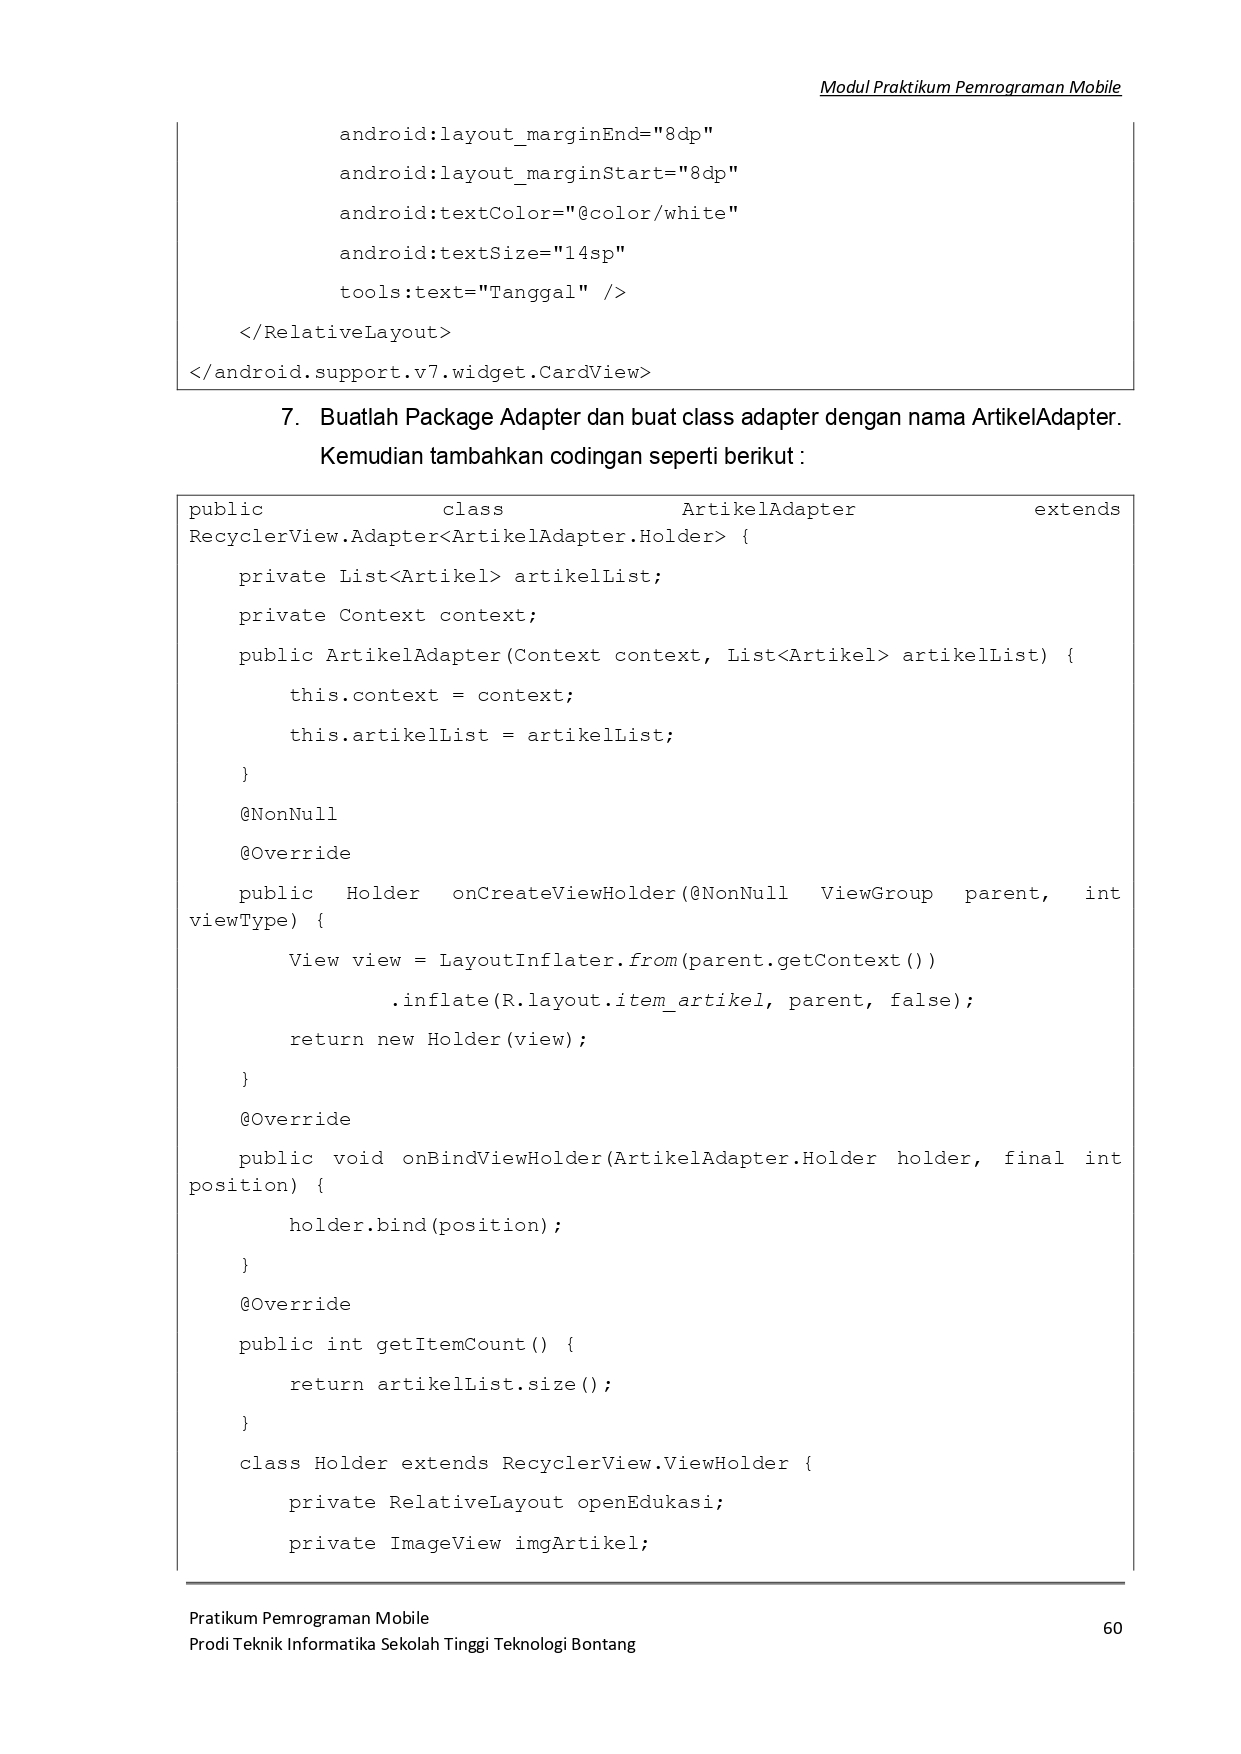 Modul Praktikum Pemrograman Mobile
android:layout_marginEnd="8dp"
android:layout_marginStart="8dp"
android:textColor="@color/white"
android:textSize="14sp"
tools:text="Tanggal" />
</RelativeLayout>
</android.support.v7.widget.CardView>
7. Buatlah Package Adapter dan buat class adapter dengan nama ArtikelAdapter.
Kemudian tambahkan codingan seperti berikut :
public class ArtikelAdapter extends
RecyclerView.Adapter<ArtikelAdapter.Holder> {
private List<Artikel> artikelList;
private Context context;
public ArtikelAdapter(Context context, List<Artikel> artikelList) {
this.context = context;
this.artikelList = artikelList;
}
@NonNull
@Override
public Holder onCreateViewHolder(@NonNull ViewGroup parent, int
viewType) {
View view = LayoutInflater.from(parent.getContext())
.inflate(R.layout.item_artikel, parent, false);
return new Holder(view);
}
@Override
public void onBindViewHolder(ArtikelAdapter.Holder holder, final int
position) {
holder.bind(position);
}
@Override
public int getItemCount() {
return artikelList.size();
}
class Holder extends RecyclerView.ViewHolder {
private RelativeLayout openEdukasi;
private ImageView imgArtikel;
Pratikum Pemrograman Mobile
Prodi Teknik Informatika Sekolah Tinggi Teknologi Bontang
60